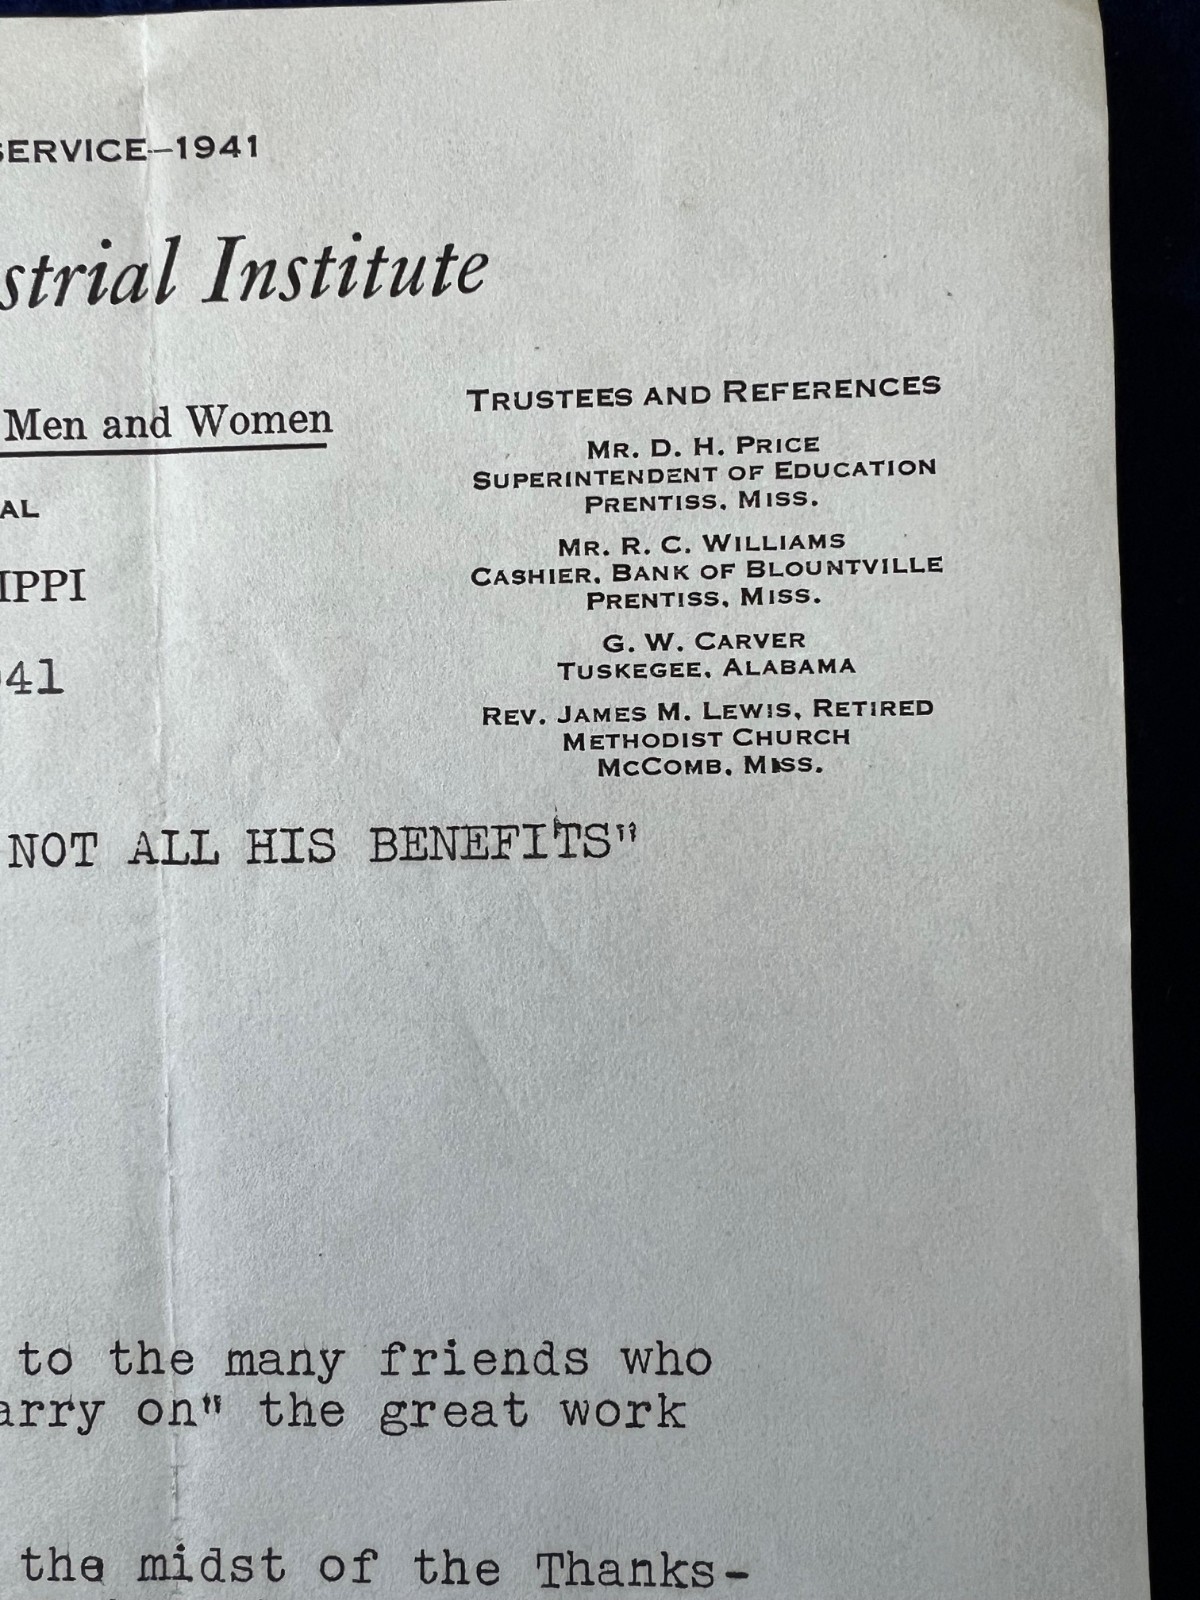 SERVICE—1941
strial Institute
Men and Women
AL
IPPI
941
TRUSTEES AND REFERENCES
MR. D. H. PRICE
SUPERINTENDENT OF EDUCATION
PRENTISS, MISS.
MR. R. C. WILLIAMS
CASHIER, BANK OF BLOUNTVILLE
PRENTISS, MISS.
G. W. CARVER
TUSKEGEE, ALABAMA
REV. JAMES M. LEWIS, RETIRED
METHODIST CHURCH
MCCOMB, MISS.
NOT ALL HIS BENEFITS"
to the many friends who
arry on" the great work
the midst of the Thanks-